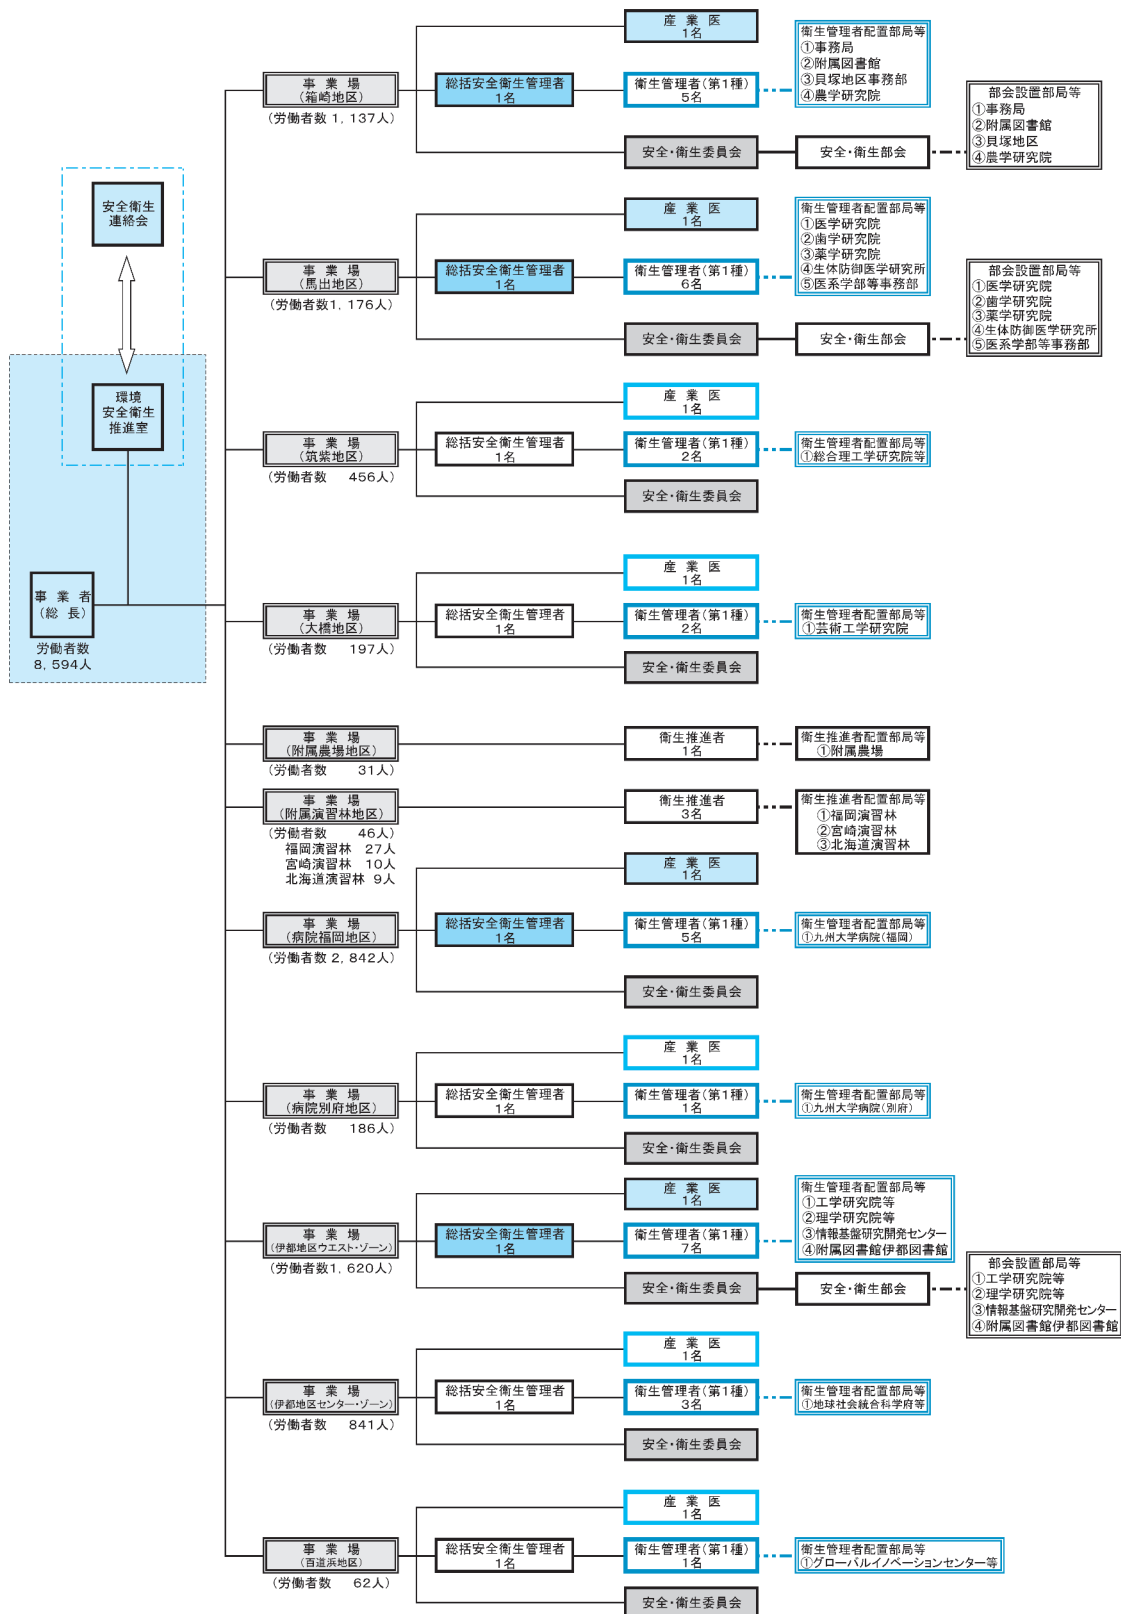 安全衛生
連絡会
環境
安全衛生
推進室
事業者
(総長)
労働者数
8,594人
事業場
(箱崎地区)
(労働者数 1,137人)
産業医
1名
総括安全衛生管理者
1名
衛生管理者(第1種)
5名
衛生管理者配置部局等
①事務局
②附属図書館
③貝塚地区事務部
④農学研究院
安全・衛生委員会
安全・衛生部会
部会設置部局等
①事務局
②附属図書館
③貝塚地区
④農学研究院
事業場
(馬出地区)
(労働者数1,176人)
産業医
1名
総括安全衛生管理者
1名
衛生管理者(第1種)
6名
衛生管理者配置部局等
①医学研究院
②歯学研究院
③薬学研究院
④生体防御医学研究所
⑤医系学部等事務部
安全・衛生委員会
安全・衛生部会
部会設置部局等
①医学研究院
②歯学研究院
③薬学研究院
④生体防御医学研究所
⑤医系学部等事務部
事業場
(筑紫地区)
(労働者数 456人)
産業医
1名
総括安全衛生管理者
1名
衛生管理者(第1種)
2名
衛生管理者配置部局等
①総合理工学研究院等
安全・衛生委員会
事業場
(大橋地区)
(労働者数 197人)
産業医
1名
総括安全衛生管理者
1名
衛生管理者(第1種)
2名
衛生管理者配置部局等
①芸術工学研究院
安全・衛生委員会
事業場
(附属農場地区)
(労働者数 31人)
衛生推進者
1名
衛生推進者配置部局等
①附属農場
事業場
(附属演習林地区)
(労働者数 46人)
福岡演習林 27人
宮崎演習林 10人
北海道演習林 9人
衛生推進者
3名
衛生推進者配置部局等
①福岡演習林
②宮崎演習林
③北海道演習林
事業場
(病院福岡地区)
(労働者数 2,842人)
産業医
1名
総括安全衛生管理者
1名
衛生管理者(第1種)
5名
衛生管理者配置部局等
①九州大学病院(福岡)
安全・衛生委員会
事業場
(病院別府地区)
(労働者数 186人)
産業医
1名
総括安全衛生管理者
1名
衛生管理者(第1種)
1名
衛生管理者配置部局等
①九州大学病院(別府)
安全・衛生委員会
事業場
(伊都地区ウエスト・ゾーン)
(労働者数1,620人)
産業医
1名
総括安全衛生管理者
1名
衛生管理者(第1種)
7名
衛生管理者配置部局等
①工学研究院等
②理学研究院等
③情報基盤研究開発センター
④附属図書館伊都図書館
安全・衛生委員会
安全・衛生部会
部会設置部局等
①工学研究院等
②理学研究院等
③情報基盤研究開発センター
④附属図書館伊都図書館
事業場
(伊都地区センター・ゾーン)
(労働者数 841人)
産業医
1名
総括安全衛生管理者
1名
衛生管理者(第1種)
3名
衛生管理者配置部局等
①地球社会統合科学府等
安全・衛生委員会
事業場
(百道浜地区)
(労働者数 62人)
産業医
1名
総括安全衛生管理者
1名
衛生管理者(第1種)
1名
衛生管理者配置部局等
①グローバルイノベーションセンター等
安全・衛生委員会